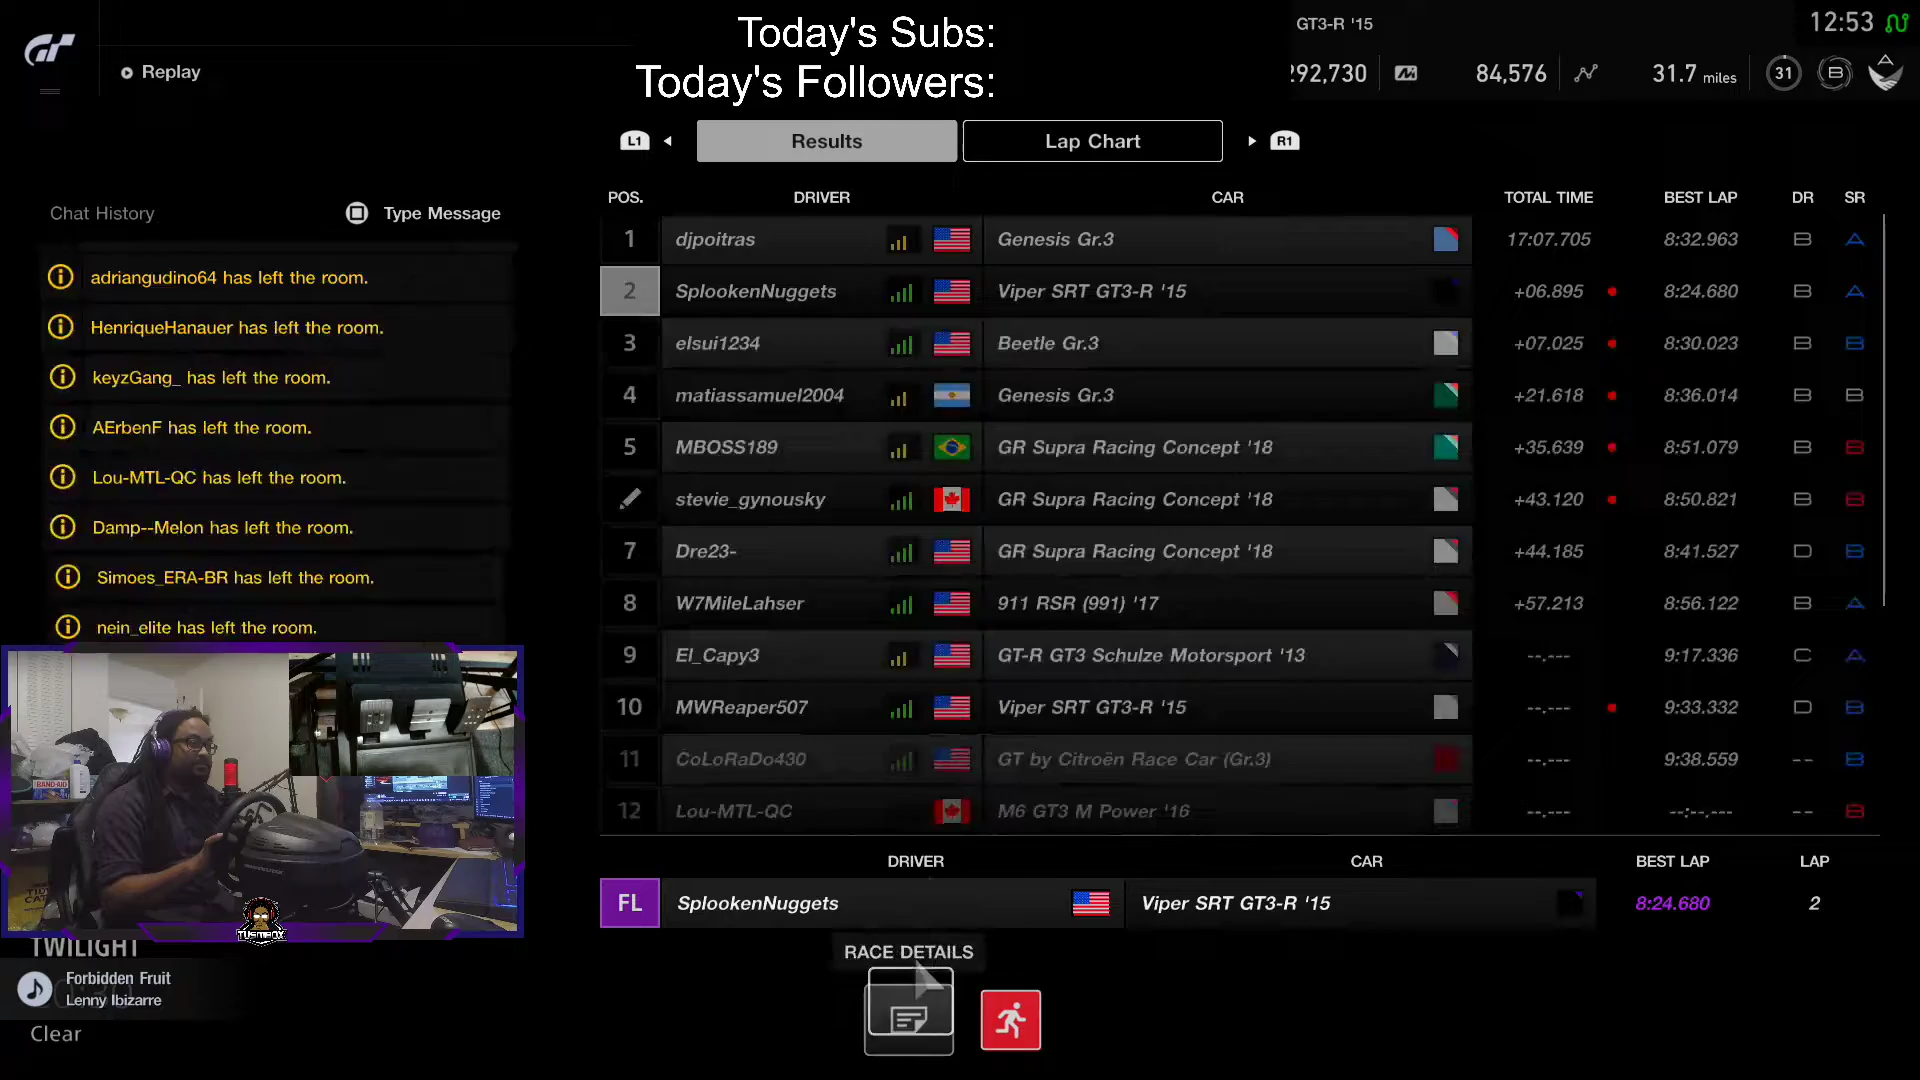 Today's Subs:
Today's Followers:
GT3-R '15
12:53
GT
Replay
292,730
84,576
31.7 miles
31
B
A
L1
Results
Lap Chart
R1
Chat History
Type Message
adriangudino64 has left the room.
HenriqueHanauer has left the room.
keyzGang_ has left the room.
AErbenF has left the room.
Lou-MTL-QC has left the room.
Damp--Melon has left the room.
Simoes_ERA-BR has left the room.
nein_elite has left the room.
POS. DRIVER CAR TOTAL TIME BEST LAP DR SR
1 djpoitras Genesis Gr.3 17:07.705 8:32.963 B A
2 SplookenNuggets Viper SRT GT3-R '15 +06.895 8:24.680 B A
3 elsui1234 Beetle Gr.3 +07.025 8:30.023 B B
4 matiassamuel2004 Genesis Gr.3 +21.618 8:36.014 B B
5 MBOSS189 GR Supra Racing Concept '18 +35.639 8:51.079 B B
stevie_gynousky GR Supra Racing Concept '18 +43.120 8:50.821 B B
7 Dre23- GR Supra Racing Concept '18 +44.185 8:41.527 D B
8 W7MileLahser 911 RSR (991) '17 +57.213 8:56.122 B A
9 El_Capy3 GT-R GT3 Schulze Motorsport '13 --.--- 9:17.336 C A
10 MWReaper507 Viper SRT GT3-R '15 --.--- 9:33.332 D B
11 CoLoRaDo430 GT by Citroën Race Car (Gr.3) --.--- 9:38.559 -- B
12 Lou-MTL-QC M6 GT3 M Power '16 --.--- --:--.--- -- B
DRIVER CAR BEST LAP LAP
FL SplookenNuggets Viper SRT GT3-R '15 8:24.680 2
RACE DETAILS
BAND-AID
TUSMBOX
TWILIGHT
Forbidden Fruit
Lenny Ibizarre
Clear